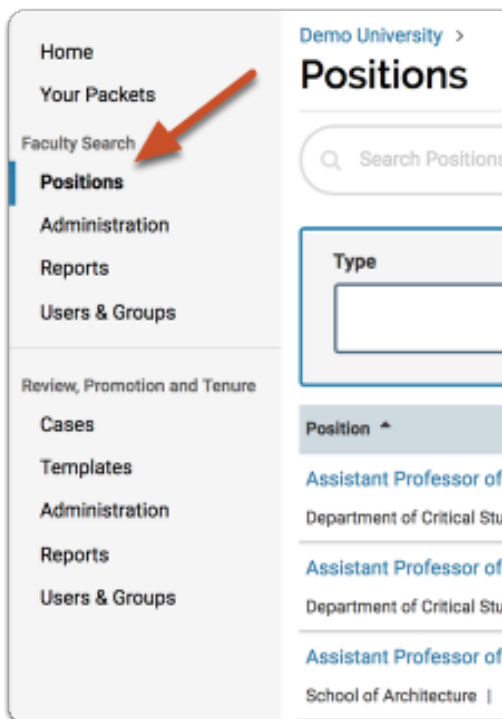 Home
Your Packets
Faculty Search
Positions
Administration
Reports
Users & Groups
Review, Promotion and Tenure
Cases
Templates
Administration
Reports
Users & Groups
Demo University >
Positions
Search Positions
Type
Position
Assistant Professor of
Department of Critical Stu
Assistant Professor of
Department of Critical Stu
Assistant Professor of
School of Architecture |